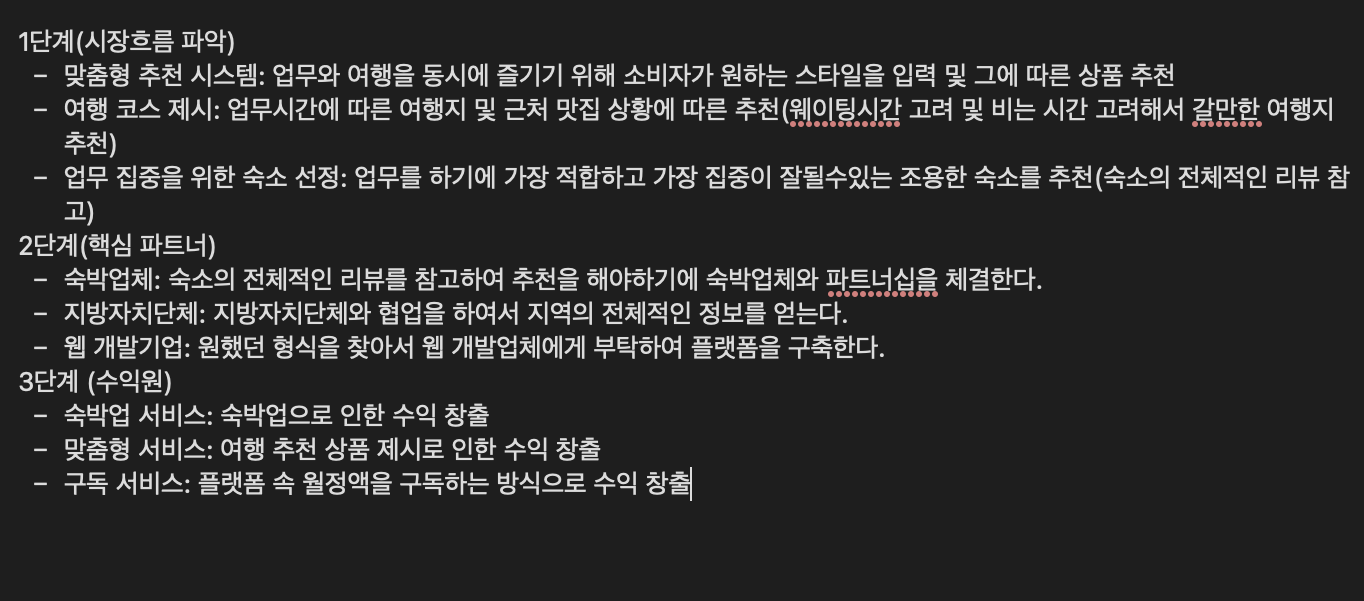 1단계(시장흐름 파악)
– 맞춤형 추천 시스템: 업무와 여행을 동시에 즐기기 위해 소비자가 원하는 스타일을 입력 및 그에 따른 상품 추천
– 여행 코스 제시: 업무시간에 따른 여행지 및 근처 맛집 상황에 따른 추천(웨이팅시간 고려 및 비는 시간 고려해서 갈만한 여행지
추천)
– 업무 집중을 위한 숙소 선정: 업무를 하기에 가장 적합하고 가장 집중이 잘될수있는 조용한 숙소를 추천(숙소의 전체적인 리뷰 참
고)
2단계(핵심 파트너)
– 숙박업체: 숙소의 전체적인 리뷰를 참고하여 추천을 해야하기에 숙박업체와 파트너십을 체결한다.
– 지방자치단체: 지방자치단체와 협업을 하여서 지역의 전체적인 정보를 얻는다.
– 웹 개발기업: 원했던 형식을 찾아서 웹 개발업체에게 부탁하여 플랫폼을 구축한다.
3단계 (수익원)
– 숙박업 서비스: 숙박업으로 인한 수익 창출
– 맞춤형 서비스: 여행 추천 상품 제시로 인한 수익 창출
– 구독 서비스: 플랫폼 속 월정액을 구독하는 방식으로 수익 창출